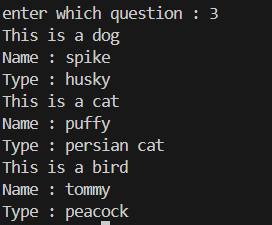 enter which question : 3
This is a dog
Name : spike
Type : husky
This is a cat
Name : puffy
Type : persian cat
This is a bird
Name : tommy
Type : peacock